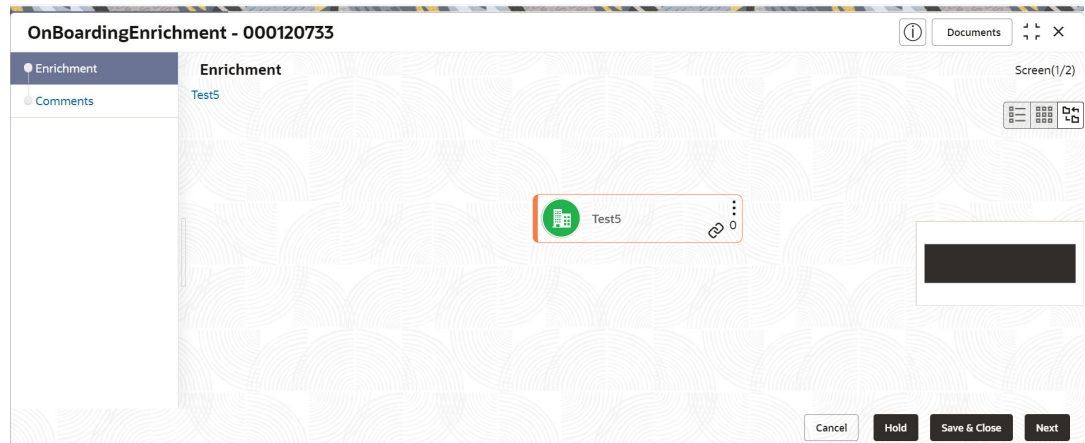 OnBoardingEnrichment - 000120733
Documents
Enrichment
Comments
Enrichment
Screen(1/2)
Test5
Test5
0
Cancel
Hold
Save & Close
Next